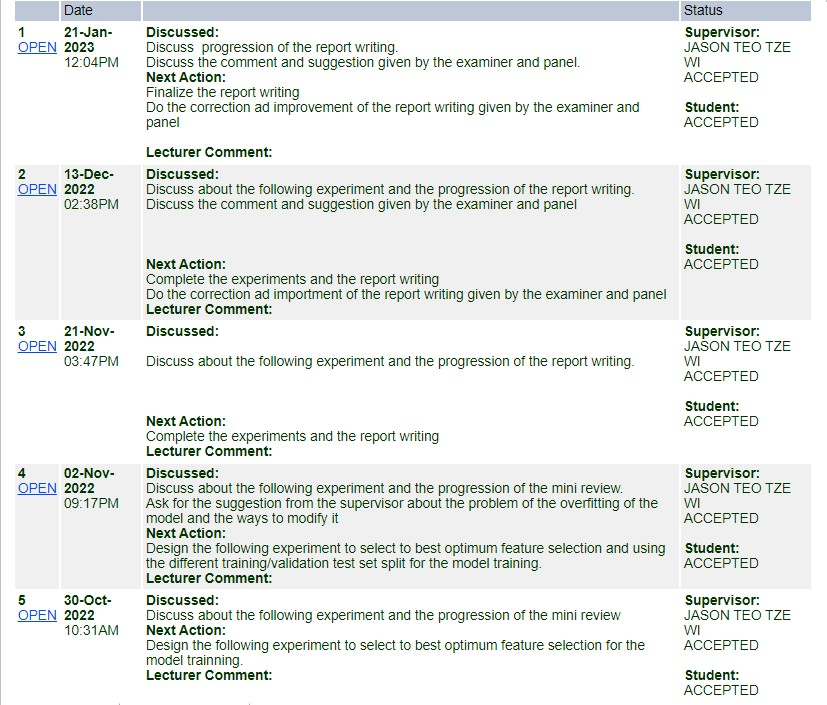 Date Status
1 21-Jan- Discussed: Supervisor:
OPEN 2023 Discuss  progression of the report writing. JASON TEO TZE
12:04PM Discuss the comment and suggestion given by the examiner and panel. WI
Next Action: ACCEPTED
Finalize the report writing
Do the correction ad improvement of the report writing given by the examiner and Student:
panel ACCEPTED
Lecturer Comment:
2 13-Dec- Discussed: Supervisor:
OPEN 2022 Discuss about the following experiment and the progression of the report writing. JASON TEO TZE
02:38PM Discuss the comment and suggestion given by the examiner and panel WI
ACCEPTED
Student:
Next Action: ACCEPTED
Complete the experiments and the report writing
Do the correction ad importment of the report writing given by the examiner and panel
Lecturer Comment:
3 21-Nov- Discussed: Supervisor:
OPEN 2022 JASON TEO TZE
03:47PM Discuss about the following experiment and the progression of the report writing. WI
ACCEPTED
Student:
Next Action: ACCEPTED
Complete the experiments and the report writing
Lecturer Comment:
4 02-Nov- Discussed: Supervisor:
OPEN 2022 Discuss about the following experiment and the progression of the mini review. JASON TEO TZE
09:17PM Ask for the suggestion from the supervisor about the problem of the overfitting of the WI
model and the ways to modify it ACCEPTED
Next Action:
Design the following experiment to select to best optimum feature selection and using Student:
the different training/validation test set split for the model training. ACCEPTED
Lecturer Comment:
5 30-Oct- Discussed: Supervisor:
OPEN 2022 Discuss about the following experiment and the progression of the mini review JASON TEO TZE
10:31AM Next Action: WI
Design the following experiment to select to best optimum feature selection for the ACCEPTED
model trainning.
Lecturer Comment: Student:
ACCEPTED